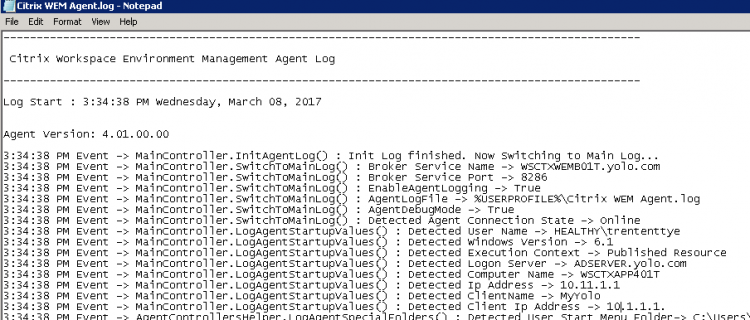 Citrix WEM Agent.log - Notepad
File Edit Format View Help
--------------------------------------------------------------------------------
Citrix Workspace Environment Management Agent Log
--------------------------------------------------------------------------------
Log Start : 3:34:38 PM Wednesday, March 08, 2017
Agent Version: 4.01.00.00
3:34:38 PM Event -> MainController.InitAgentLog() : Init Log finished. Now Switching to Main Log...
3:34:38 PM Event -> MainController.SwitchToMainLog() : Broker Service Name -> WSCTXWEMB01T.yolo.com
3:34:38 PM Event -> MainController.SwitchToMainLog() : Broker Service Port -> 8286
3:34:38 PM Event -> MainController.SwitchToMainLog() : EnableAgentLogging -> True
3:34:38 PM Event -> MainController.SwitchToMainLog() : AgentLogFile -> %USERPROFILE%\Citrix WEM Agent.log
3:34:38 PM Event -> MainController.SwitchToMainLog() : AgentDebugMode -> True
3:34:38 PM Event -> MainController.SwitchToMainLog() : Detected Agent Connection State -> Online
3:34:38 PM Event -> MainController.LogAgentStartupValues() : Detected User Name -> HEALTHY\trententtye
3:34:38 PM Event -> MainController.LogAgentStartupValues() : Detected Windows Version -> 6.1
3:34:38 PM Event -> MainController.LogAgentStartupValues() : Detected Execution Context -> Published Resource
3:34:38 PM Event -> MainController.LogAgentStartupValues() : Detected Logon Server -> ADSERVER.yolo.com
3:34:38 PM Event -> MainController.LogAgentStartupValues() : Detected Computer Name -> WSCTXAPP401T
3:34:38 PM Event -> MainController.LogAgentStartupValues() : Detected Ip Address -> 10.11.1.1
3:34:38 PM Event -> MainController.LogAgentStartupValues() : Detected ClientName -> MyYolo
3:34:38 PM Event -> MainController.LogAgentStartupValues() : Detected Client Ip Address -> 10.1.1.1.
3:34:38 PM Event -> AgentControllersHelper.LogAgentSpecialFolders() : Detected User Start Menu Folder-> C:\Users\